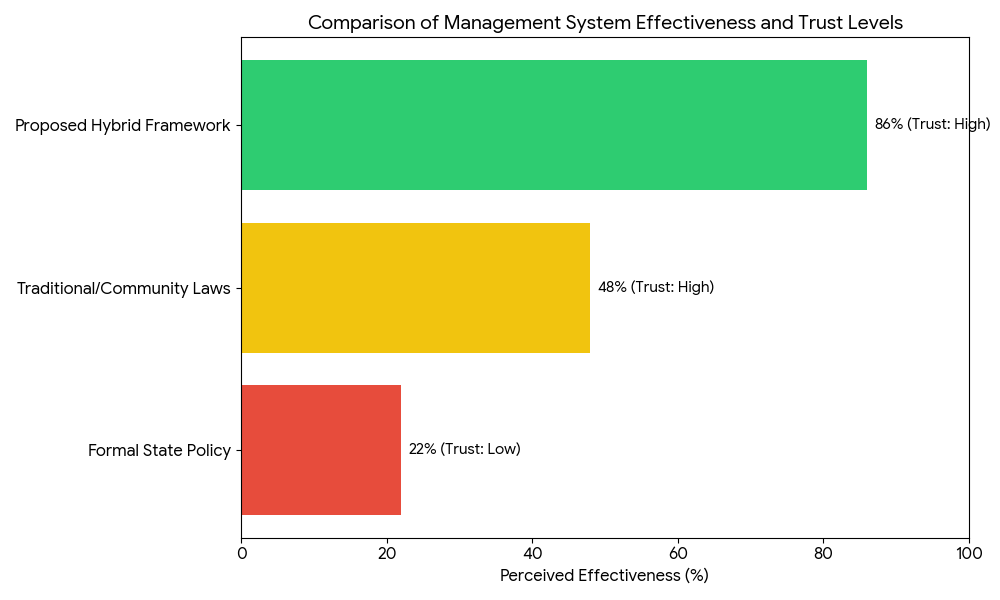 Comparison of Management System Effectiveness and Trust Levels
Proposed Hybrid Framework
86% (Trust: High)
Traditional/Community Laws
48% (Trust: High)
Formal State Policy
22% (Trust: Low)
0 20 40 60 80 100
Perceived Effectiveness (%)